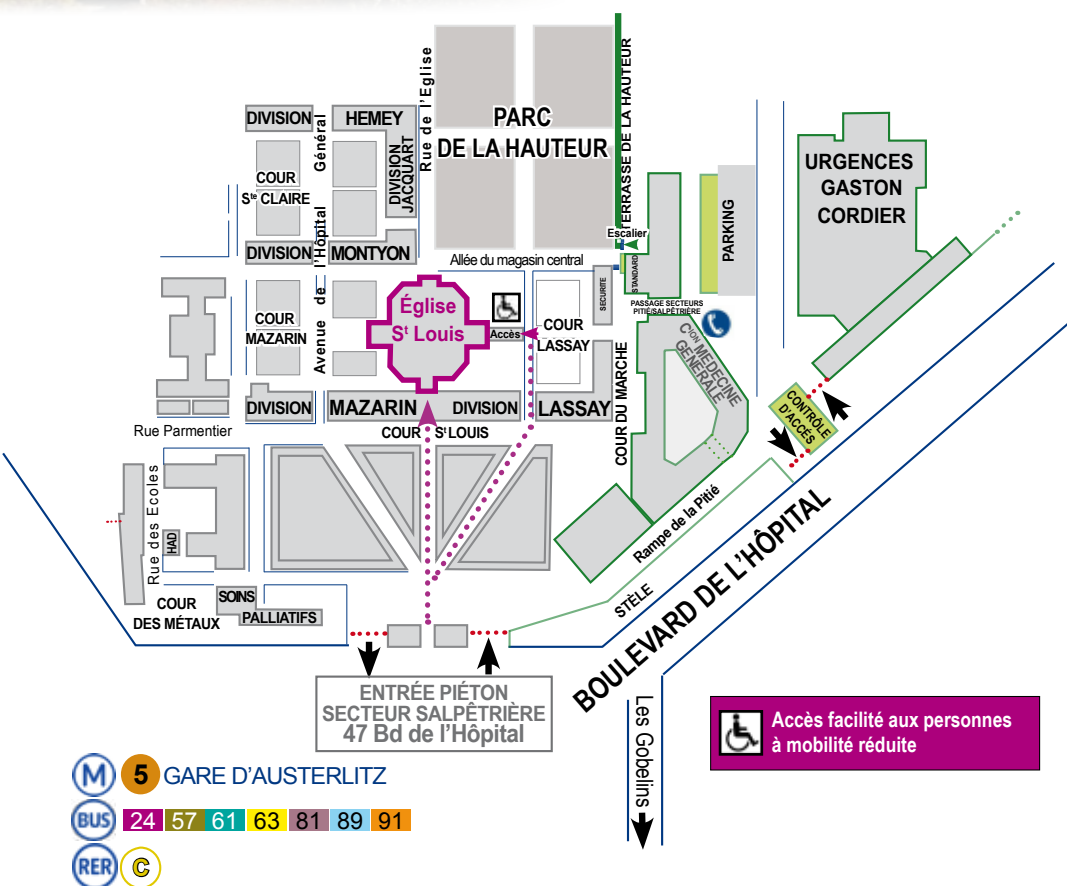 DIVISION
HEMEY
Rue de l'Eglise
PARC
DE LA HAUTEUR
TERRASSE DE LA HAUTEUR
DIVISION
JACQUART
COUR
Ste CLAIRE
Avenue de l'Hôpital Général
URGENCES
GASTON
CORDIER
PARKING
Escalier
DIVISION
MONTYON
Allée du magasin central
SECURITE
STANDARD
PASSAGE SECTEURS
PITIÉ/SALPÊTRIÈRE
COUR
MAZARIN
Église
St Louis
Accès
COUR
LASSAY
Cion MEDECINE
GENERALE
COUR DU MARCHE
DIVISION
MAZARIN
DIVISION
LASSAY
CONTRÔLE
D'ACCÈS
Rue Parmentier
COUR St LOUIS
Rue des Ecoles
HAD
Rampe de la Pitié
STÈLE
BOULEVARD DE L'HÔPITAL
SOINS
PALLIATIFS
COUR
DES MÉTAUX
ENTRÉE PIÉTON
SECTEUR SALPÊTRIÈRE
47 Bd de l'Hôpital
Les Gobelins
Accès facilité aux personnes
à mobilité réduite
M 5 GARE D'AUSTERLITZ
BUS 24 57 61 63 81 89 91
RER C